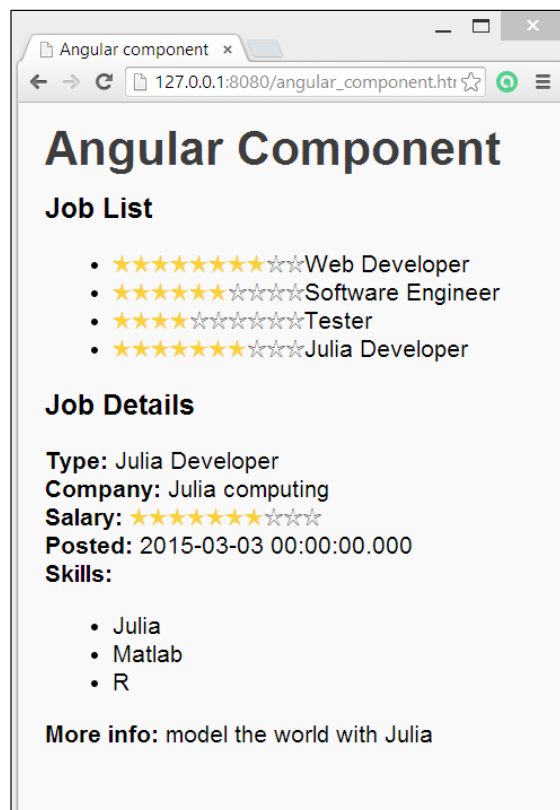 Angular component
127.0.0.1:8080/angular_component.htr
Angular Component
Job List
• ★★★★★★★★☆☆Web Developer
• ★★★★★★☆☆☆☆Software Engineer
• ★★★★☆☆☆☆☆☆Tester
• ★★★★★★★☆☆☆Julia Developer
Job Details
Type: Julia Developer
Company: Julia computing
Salary: ★★★★★★★☆☆☆
Posted: 2015-03-03 00:00:00.000
Skills:
• Julia
• Matlab
• R
More info: model the world with Julia